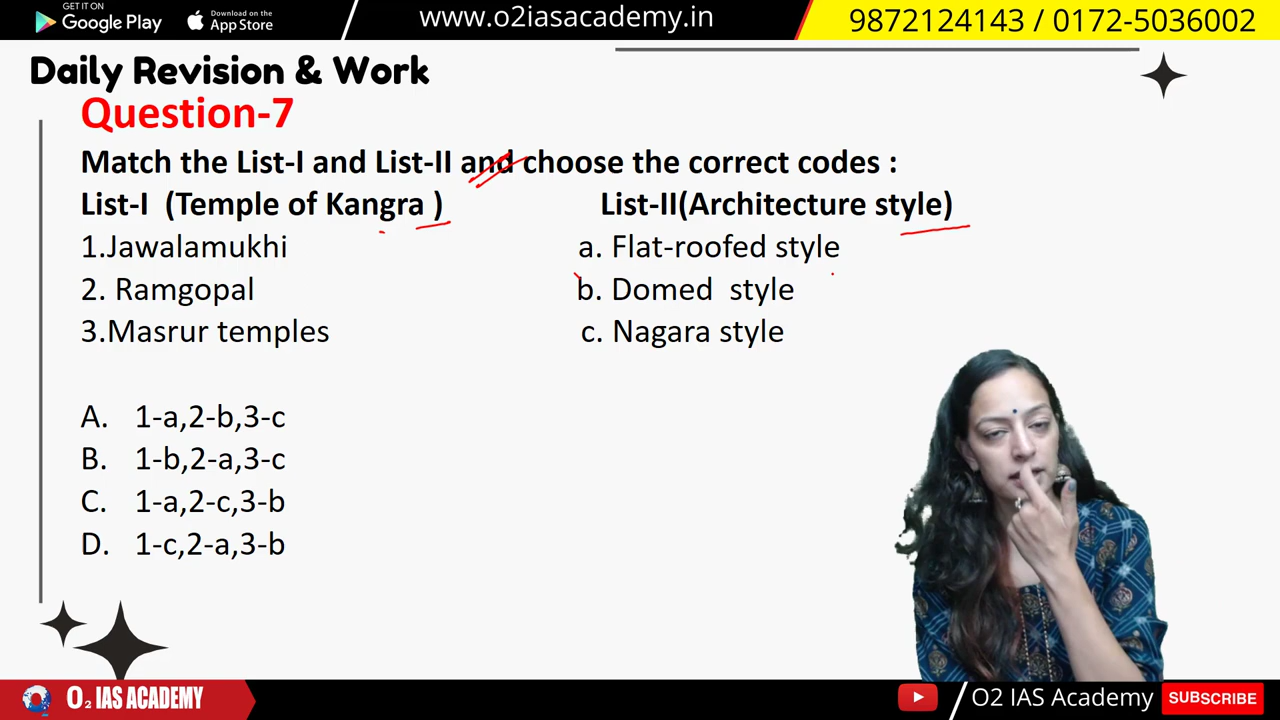 GET IT ON
Google Play
Download on the
App Store
www.o2iasacademy.in
9872124143 / 0172-5036002
Daily Revision & Work
Question-7
Match the List-I and List-II and choose the correct codes :
List-I (Temple of Kangra ) List-II(Architecture style)
1.Jawalamukhi a. Flat-roofed style
2. Ramgopal b. Domed style
3.Masrur temples c. Nagara style
A. 1-a,2-b,3-c
B. 1-b,2-a,3-c
C. 1-a,2-c,3-b
D. 1-c,2-a,3-b
O₂ IAS ACADEMY
O2 IAS Academy
SUBSCRIBE